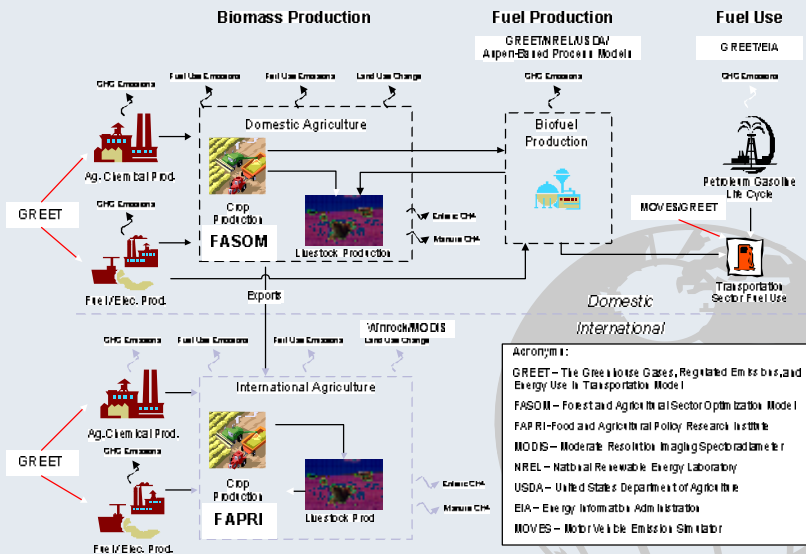 Biomass Production
Fuel Production
Fuel Use
GREET/NREL/USDA/
Aspen-Based Process Models
GREET/EIA
GHG Emissions
Fuel Use Emissions
Fuel Use Emissions
Land Use Change
GHG Emissions
GHG Emissions
Domestic Agriculture
Biofuel
Production
Ag. Chemical Prod.
Petroleum Gasoline
Life Cycle
GREET
GHG Emissions
Crop
Production
FASOM
Livestock Production
Enteric CH4
Manure CH4
MOVES/GREET
Fuel/Elec. Prod.
Exports
Transportation
Sector Fuel Use
Domestic
International
Winrock/MODIS
GHG Emissions
Fuel Use Emissions
Fuel Use Emissions
Land Use Change
International Agriculture
Ag. Chemical Prod.
GREET
GHG Emissions
Crop
Production
FAPRI
Livestock Prod
Enteric CH4
Manure CH4
Fuel/Elec. Prod.
Acronyms:
GREET – The Greenhouse Gases, Regulated Emissions, and
Energy Use in Transportation Model
FASOM – Forest and Agricultural Sector Optimization Model
FAPRI-Food and Agricultural Policy Research Institute
MODIS – Moderate Resolution Imaging Spectoradiameter
NREL – National Renewable Energy Laboratory
USDA – United States Department of Agriculture
EIA – Energy Information Administration
MOVES – Motor Vehicle Emission Simulator